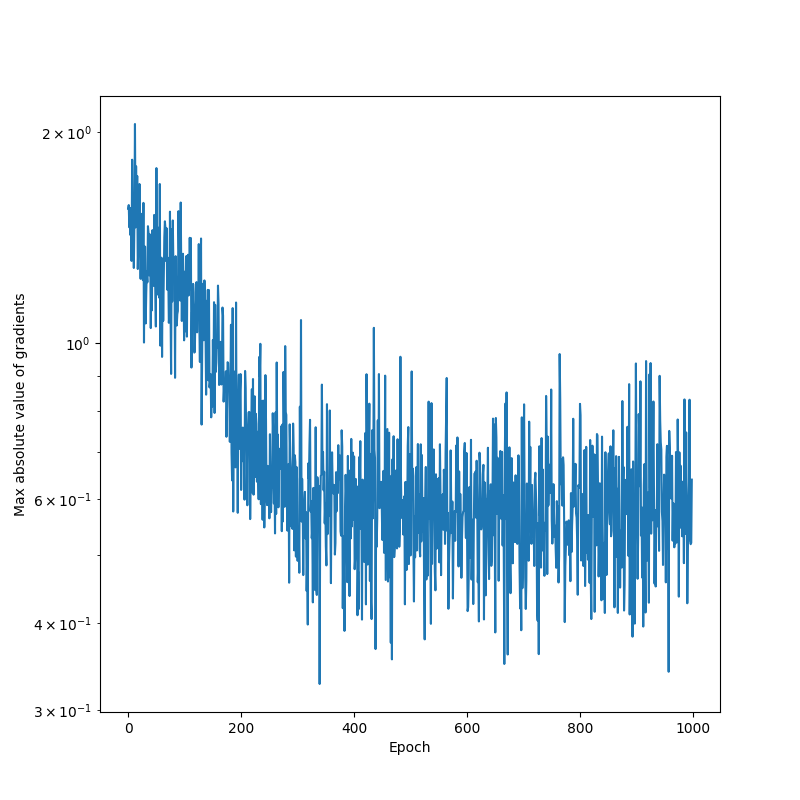 Max absolute value of gradients
2 × 10⁰
10⁰
6 × 10⁻¹
4 × 10⁻¹
3 × 10⁻¹
0 200 400 600 800 1000
Epoch